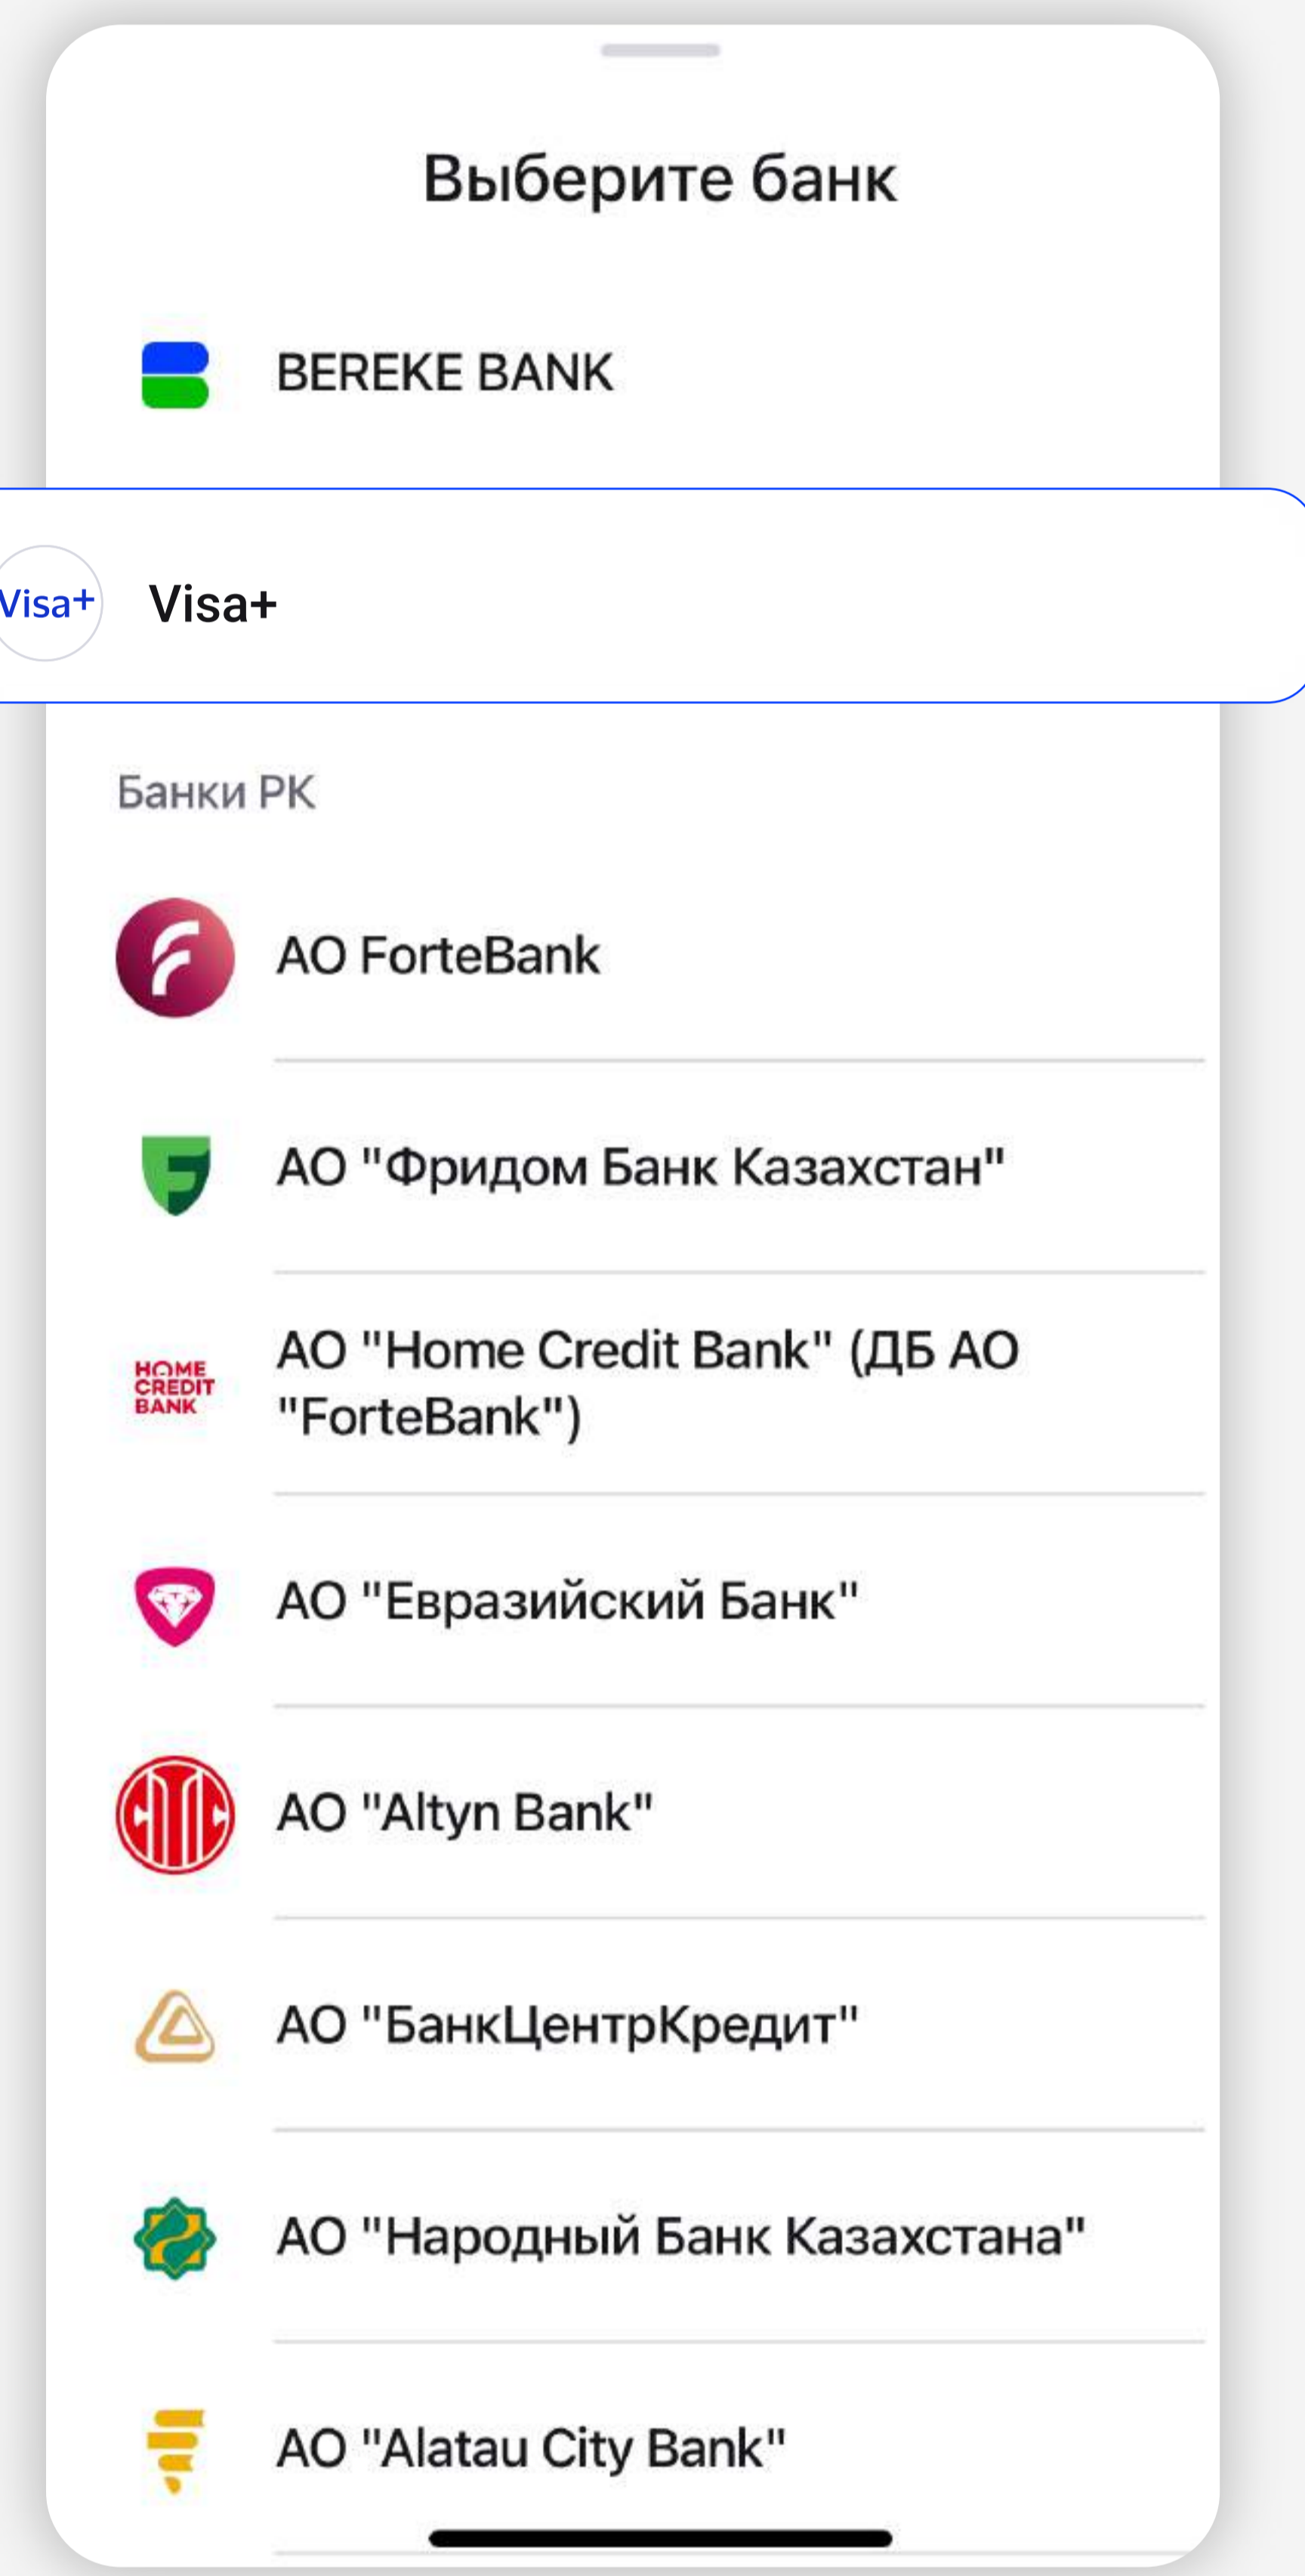 Выберите банк
BEREKE BANK
Visa+ Visa+
Банки РК
АО ForteBank
АО "Фридом Банк Казахстан"
HOME
CREDIT
BANK
АО "Home Credit Bank" (ДБ АО
"ForteBank")
АО "Евразийский Банк"
АО "Altyn Bank"
АО "БанкЦентрКредит"
АО "Народный Банк Казахстана"
АО "Alatau City Bank"